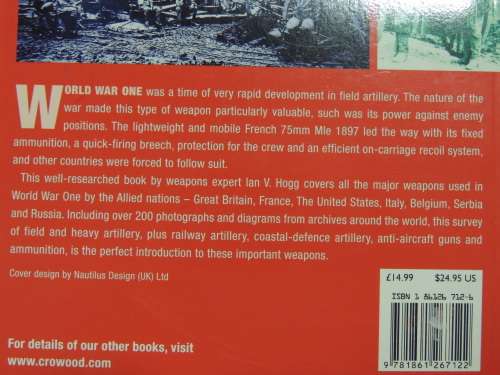 WORLD WAR ONE was a time of very rapid development in field artillery. The nature of the
war made this type of weapon particularly valuable, such was its power against enemy
positions. The lightweight and mobile French 75mm Mle 1897 led the way with its fixed
ammunition, a quick-firing breech, protection for the crew and an efficient on-carriage recoil system,
and other countries were forced to follow suit.
This well-researched book by weapons expert Ian V. Hogg covers all the major weapons used in
World War One by the Allied nations – Great Britain, France, The United States, Italy, Belgium, Serbia
and Russia. Including over 200 photographs and diagrams from archives around the world, this survey
of field and heavy artillery, plus railway artillery, coastal-defence artillery, anti-aircraft guns and
ammunition, is the perfect introduction to these important weapons.
Cover design by Nautilus Design (UK) Ltd
£14.99 $24.95 US
ISBN 1 86126 712-6
9 781861 267122
For details of our other books, visit
www.crowood.com